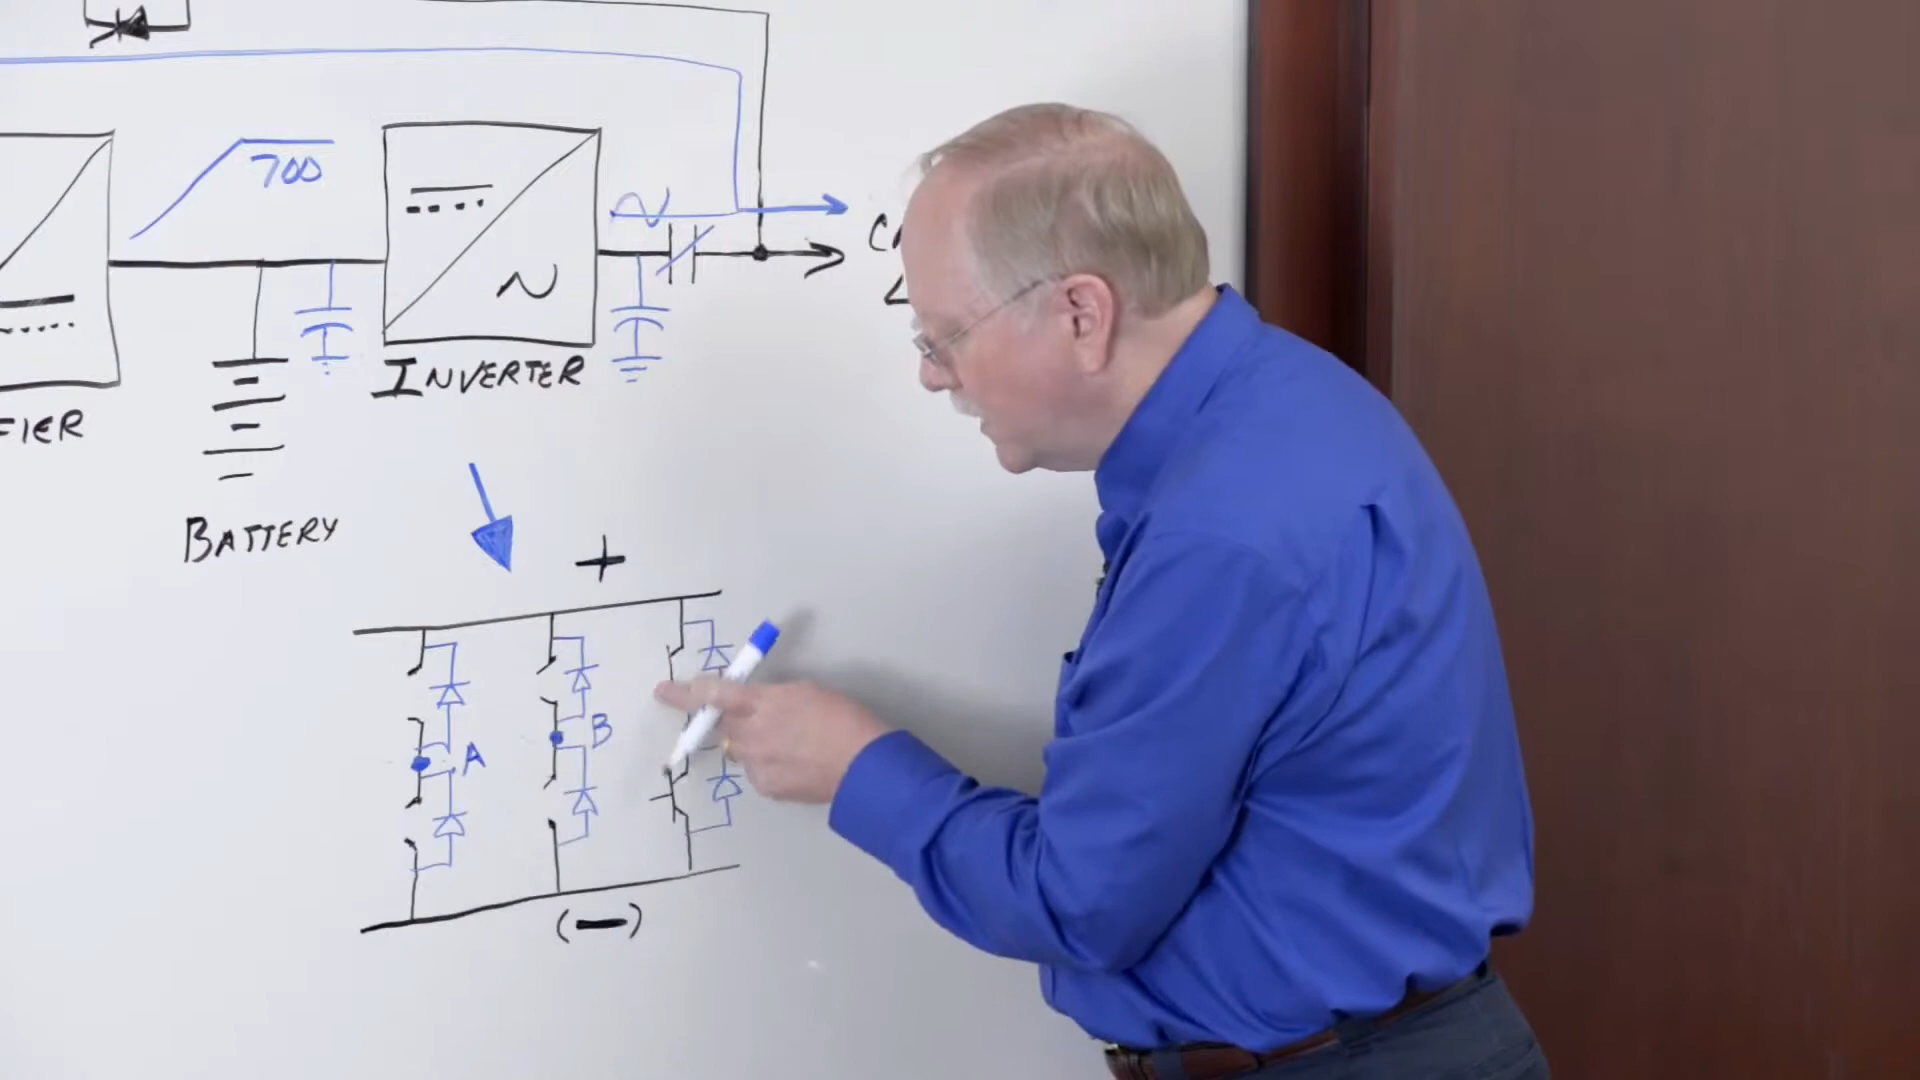 700
INVERTER
FIER
BATTERY
+
A
B
(-)